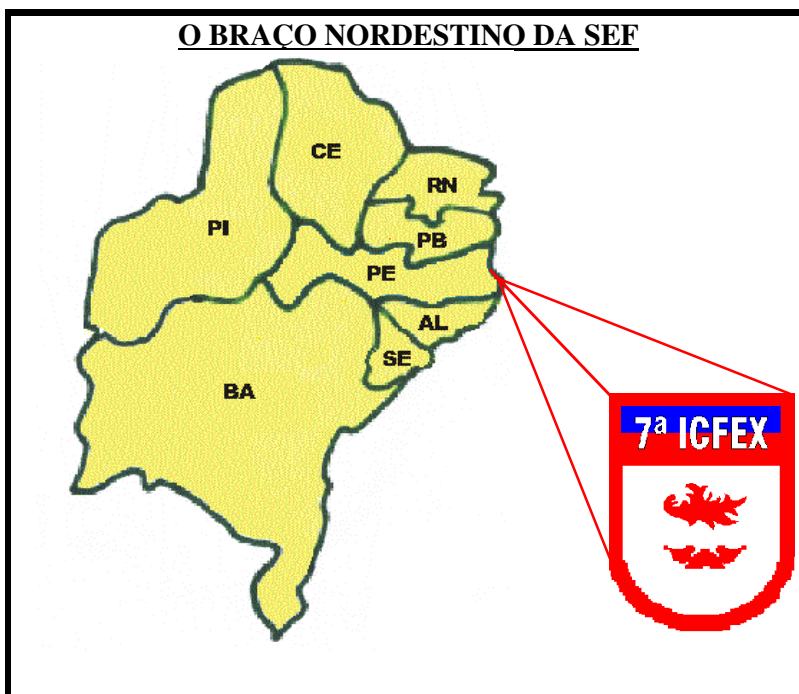 O BRAÇO NORDESTINO DA SEF
CE
RN
PI
PB
PE
AL
SE
BA
7ª ICFEX